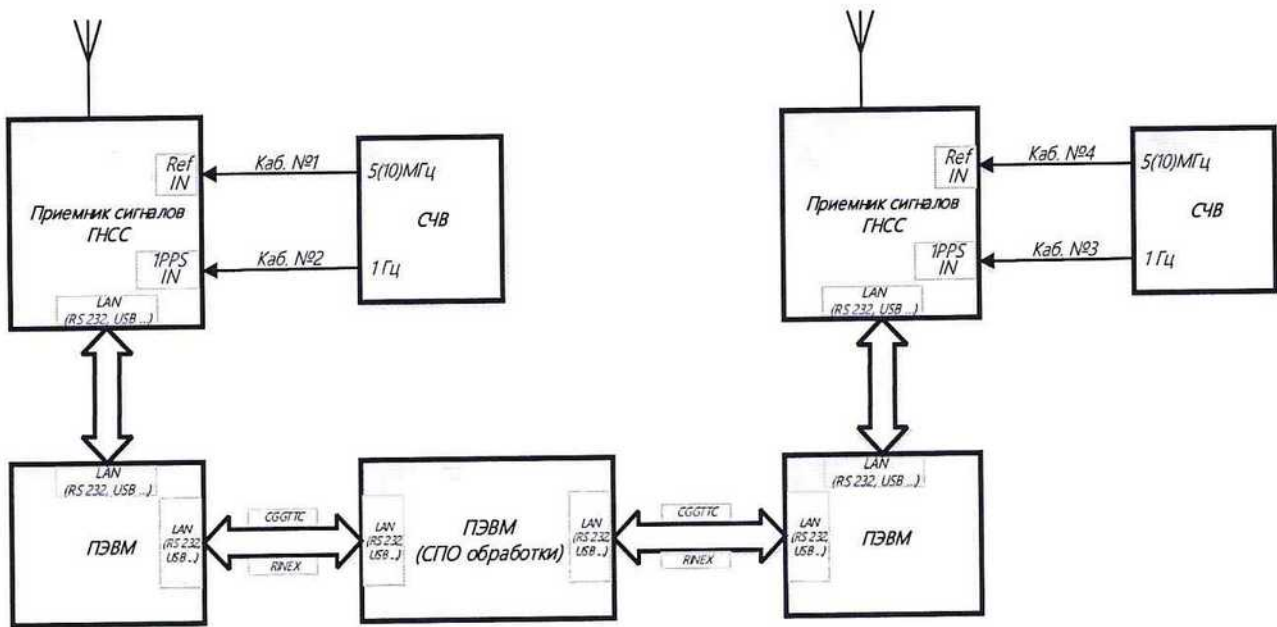 Ref
IN
Каб. №1
5(10)МГц
Приемник сигналов
ГНСС
СЧВ
1PPS
IN
Каб. №2
1 Гц
LAN
(RS 232, USB ...)
Ref
IN
Каб. №4
5(10)МГц
Приемник сигналов
ГНСС
СЧВ
1PPS
IN
Каб. №3
1 Гц
LAN
(RS 232, USB ...)
LAN
(RS 232, USB ...)
ПЭВМ
LAN
(RS 232,
USB ...)
CGGTTC
RINEX
LAN
(RS 232,
USB ...)
ПЭВМ
(СПО обработки)
LAN
(RS 232,
USB ...)
CGGTTC
RINEX
LAN
(RS 232,
USB ...)
LAN
(RS 232, USB ...)
ПЭВМ